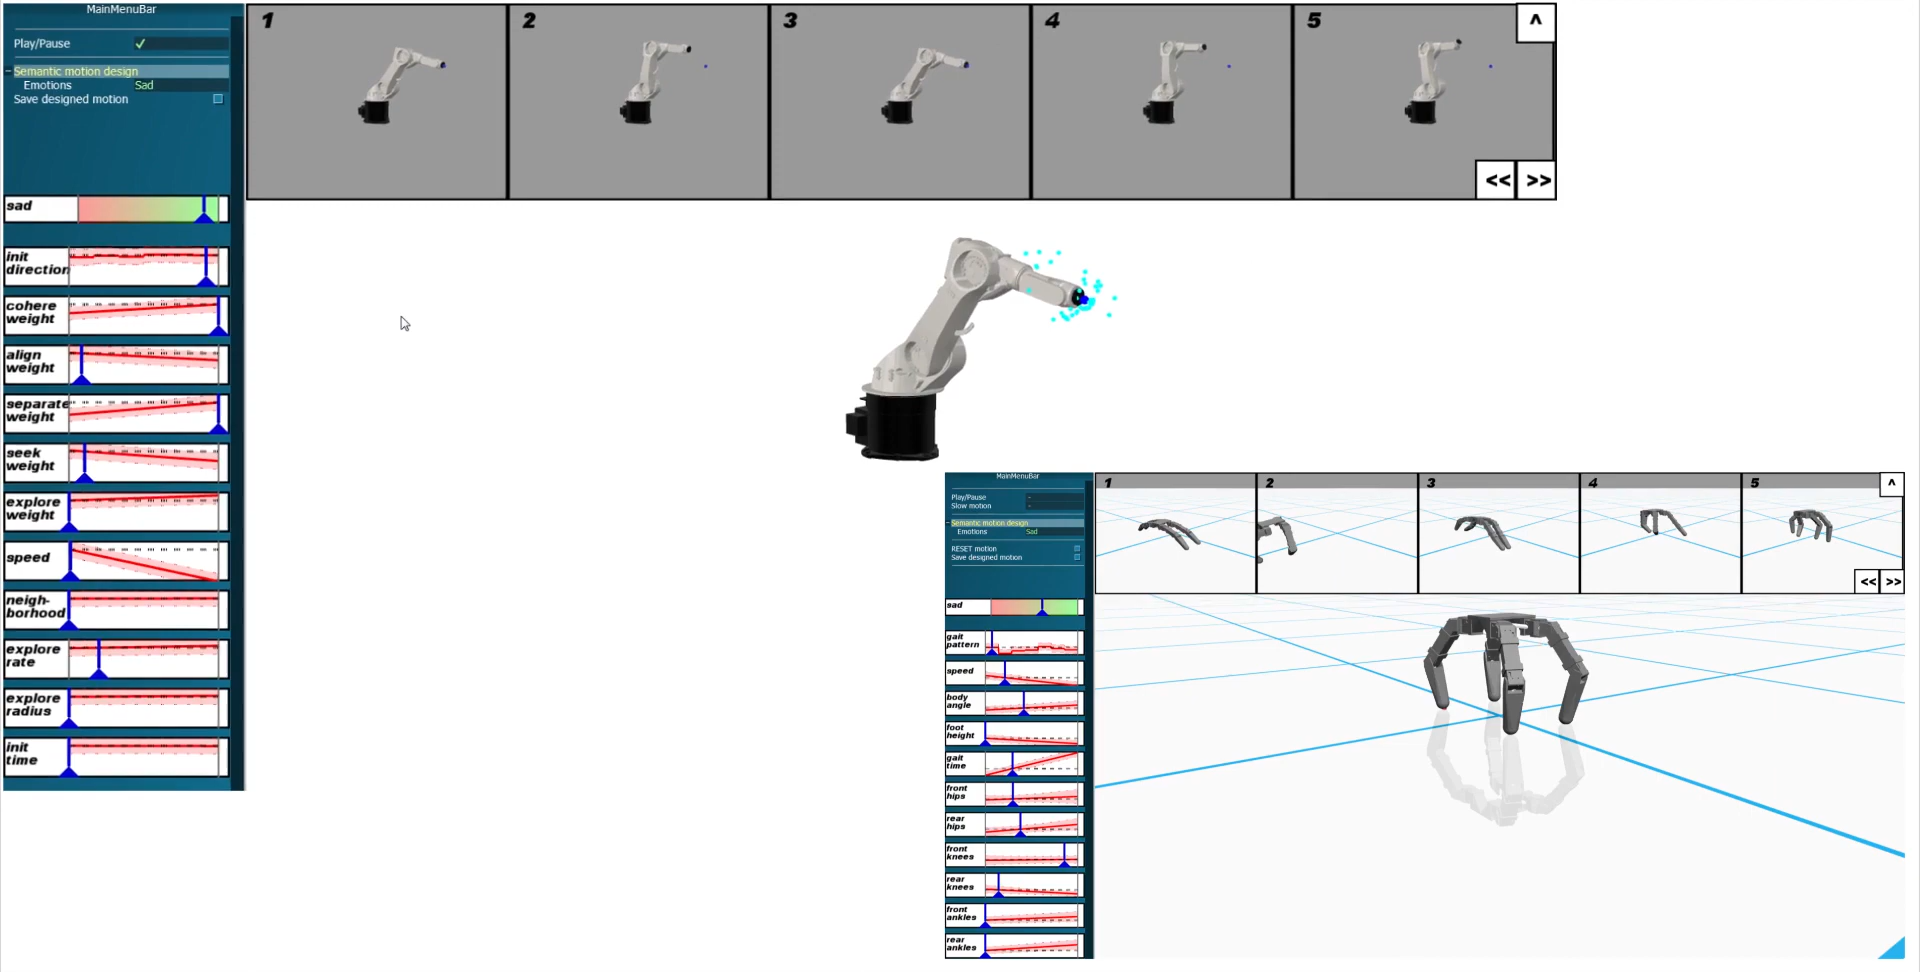 MainMenuBar
Play/Pause
Semantic motion design
Emotions Sad
Save designed motion
sad
init
direction
cohere
weight
align
weight
separate
weight
seek
weight
explore
weight
speed
neigh-
borhood
explore
rate
explore
radius
init
time
1 2 3 4 5
^
<< >>
MainMenuBar
Play/Pause -
Slow motion -
Semantic motion design
Emotions Sad
RESET motion
Save designed motion
sad
gait
pattern
speed
body
angle
foot
height
gait
time
front
hips
rear
hips
front
knees
rear
knees
front
ankles
rear
ankles
1 2 3 4 5
^
<< >>